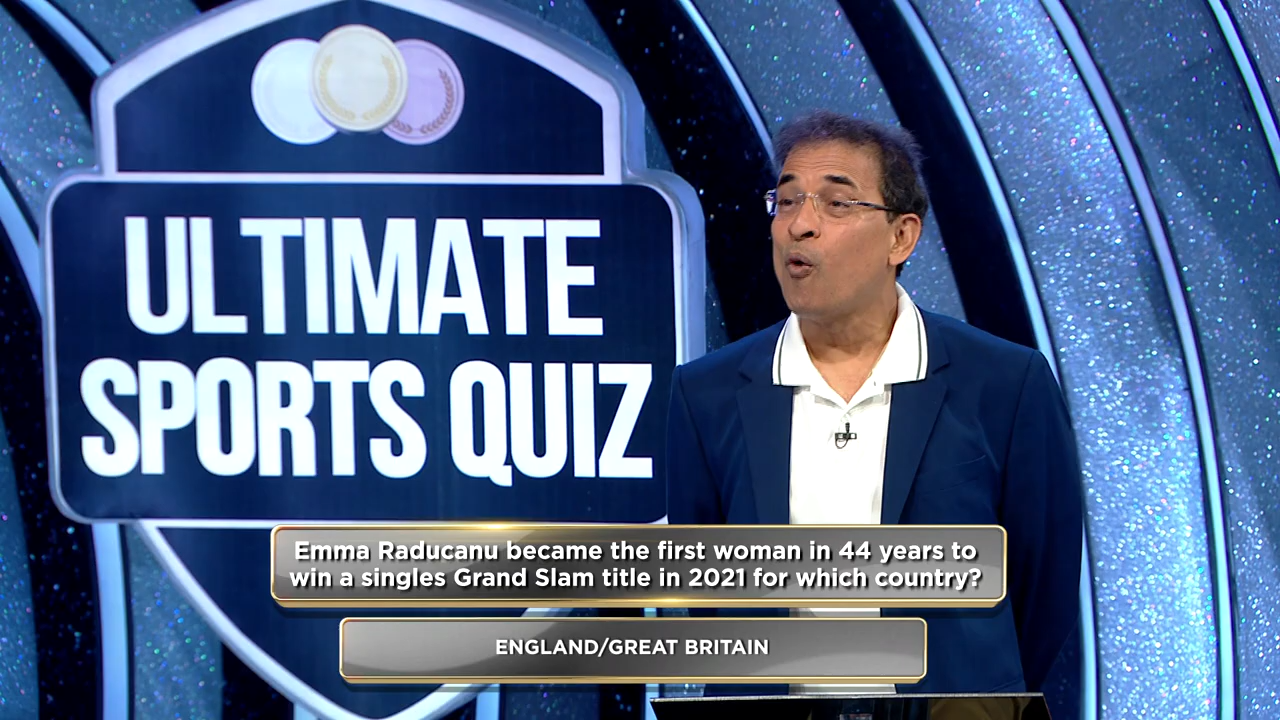 ULTIMATE
SPORTS QUIZ
Emma Raducanu became the first woman in 44 years to
win a singles Grand Slam title in 2021 for which country?
ENGLAND/GREAT BRITAIN